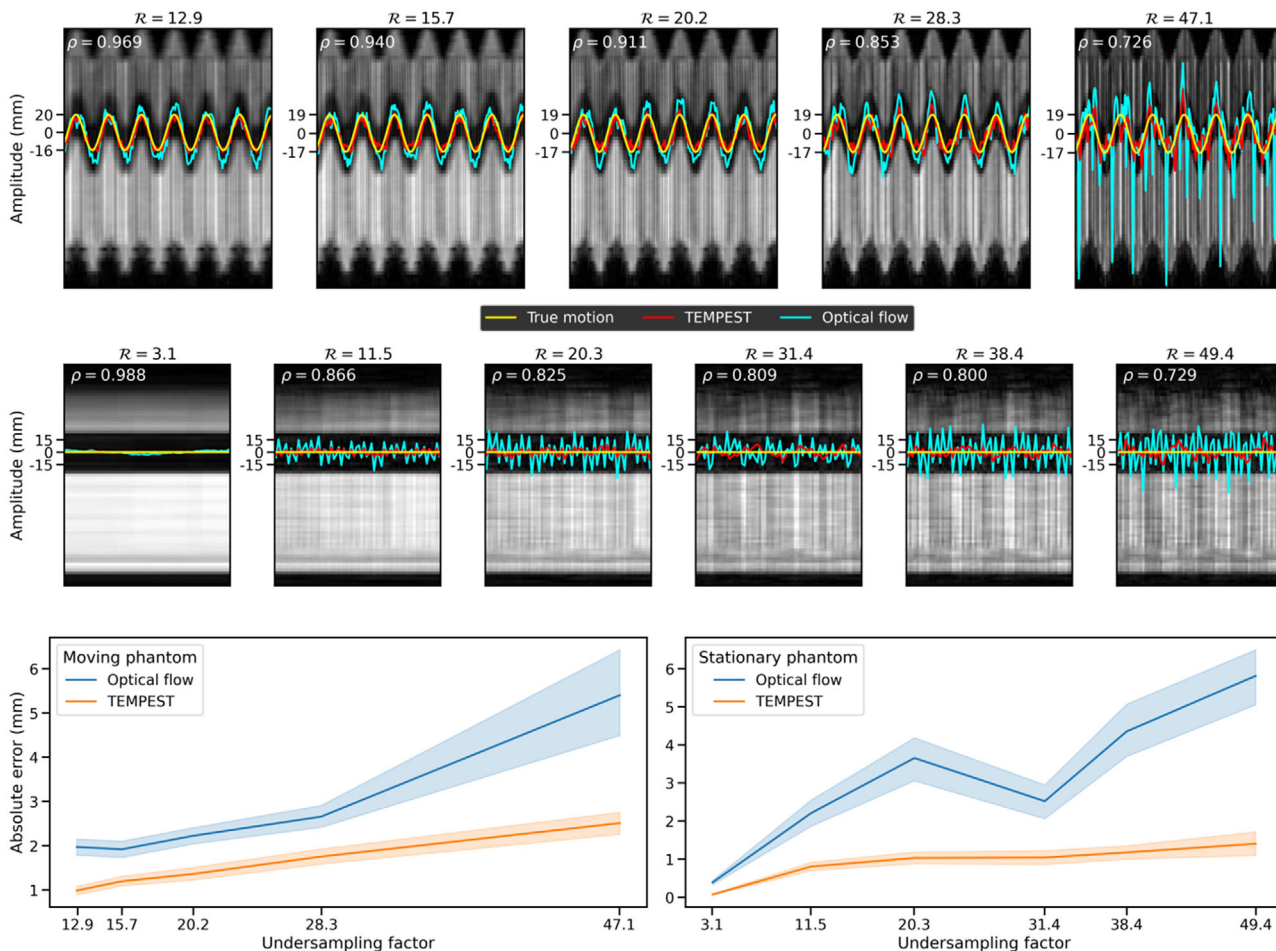 R = 12.9 R = 15.7 R = 20.2 R = 28.3 R = 47.1
ρ = 0.969 ρ = 0.940 ρ = 0.911 ρ = 0.853 ρ = 0.726
Amplitude (mm)
20 19 19 19 19
0 0 0 0 0
-16 -17 -17 -17 -17
True motion TEMPEST Optical flow
R = 3.1 R = 11.5 R = 20.3 R = 31.4 R = 38.4 R = 49.4
ρ = 0.988 ρ = 0.866 ρ = 0.825 ρ = 0.809 ρ = 0.800 ρ = 0.729
Amplitude (mm)
15 15 15 15 15 15
0 0 0 0 0 0
-15 -15 -15 -15 -15 -15
Absolute error (mm)
6
5
4
3
2
1
Moving phantom
Optical flow
TEMPEST
12.9 15.7 20.2 28.3 47.1
Undersampling factor
6
5
4
3
2
1
0
Stationary phantom
Optical flow
TEMPEST
3.1 11.5 20.3 31.4 38.4 49.4
Undersampling factor